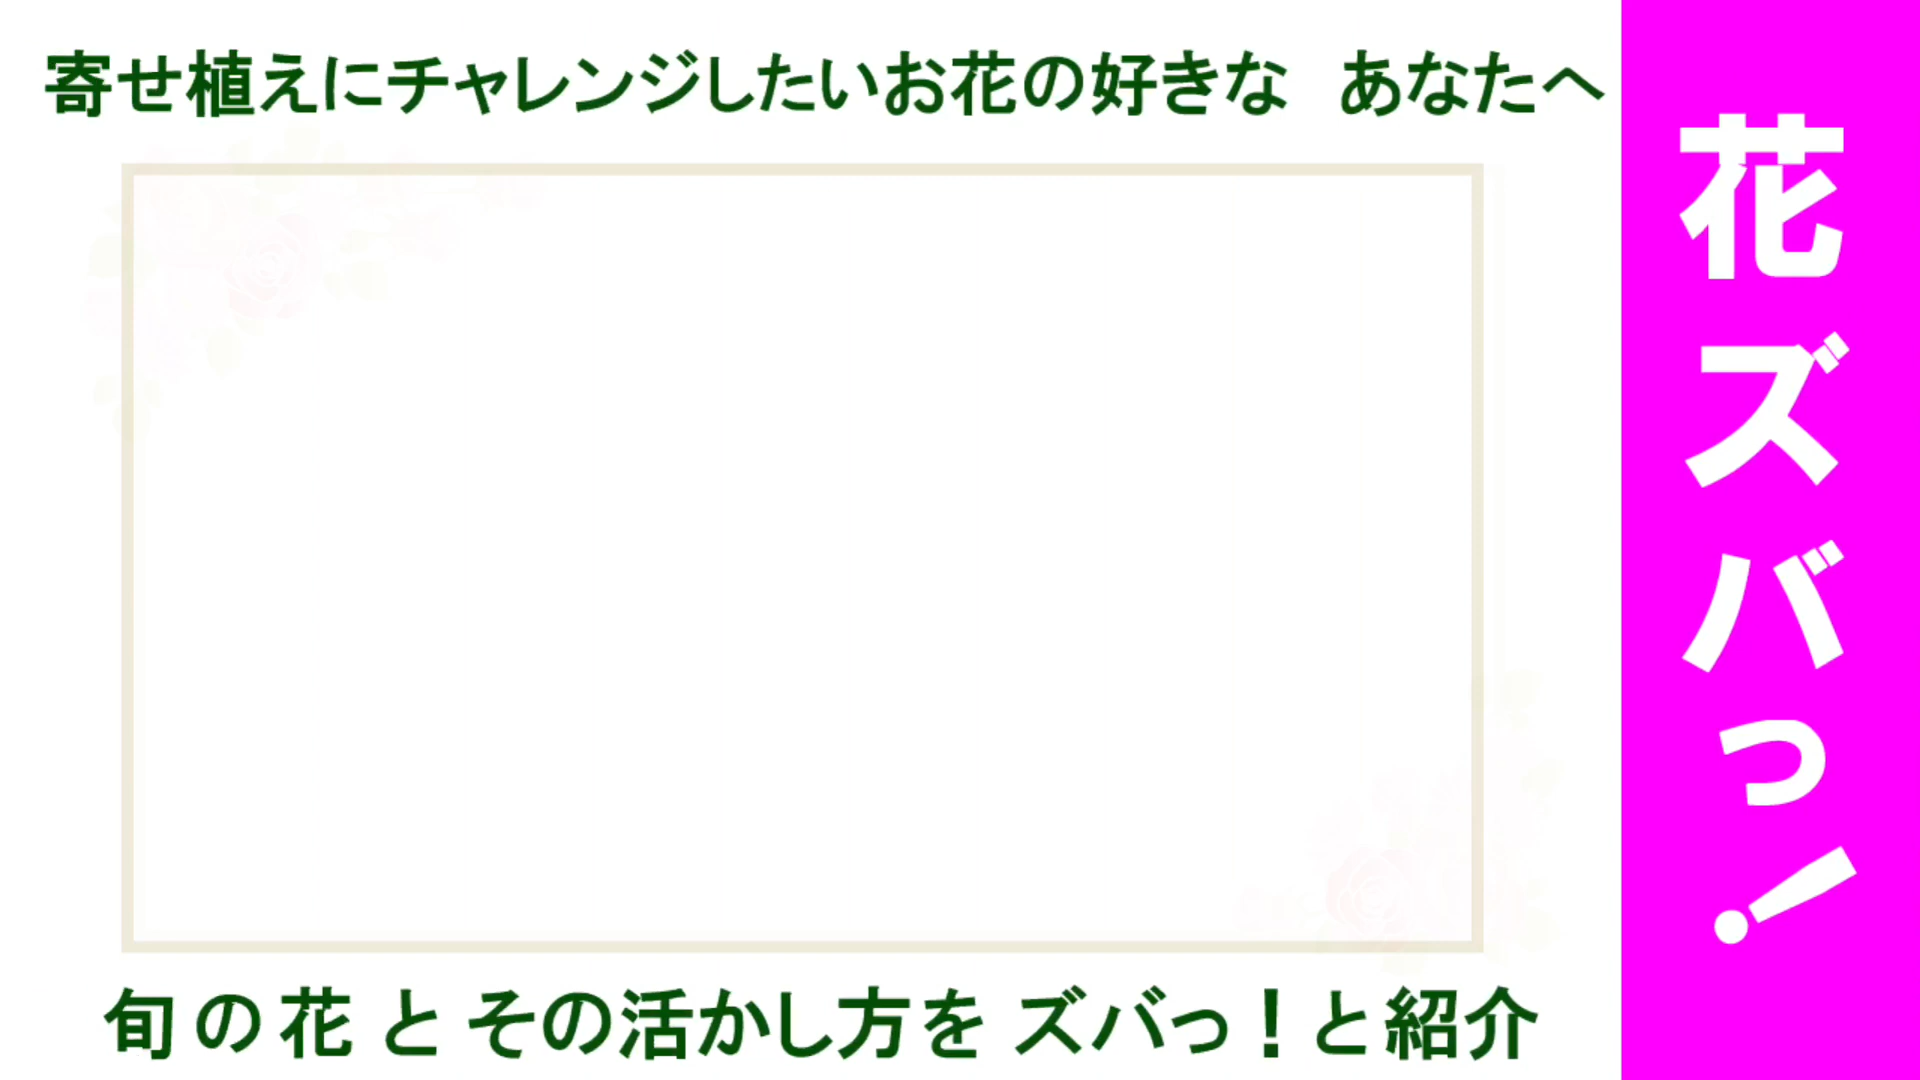 寄せ植えにチャレンジしたいお花の好きな　あなたへ
花ズバっ！
旬の花 と その活かし方を ズバっ！と紹介